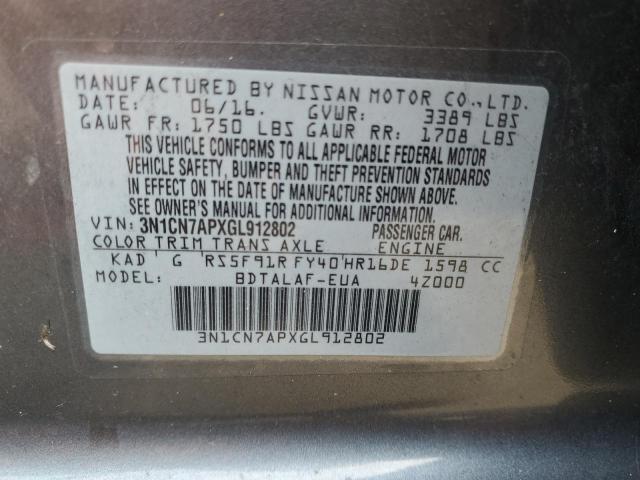 MANUFACTURED BY NISSAN MOTOR CO., LTD.
DATE: 06/16. GVWR: 3389 LBS
GAWR FR: 1750 LBS GAWR RR: 1708 LBS
THIS VEHICLE CONFORMS TO ALL APPLICABLE FEDERAL MOTOR
VEHICLE SAFETY, BUMPER AND THEFT PREVENTION STANDARDS
IN EFFECT ON THE DATE OF MANUFACTURE SHOWN ABOVE.
SEE OWNER'S MANUAL FOR ADDITIONAL INFORMATION.
VIN: 3N1CN7APXGL912802 PASSENGER CAR.
COLOR TRIM TRANS AXLE ENGINE
KAD ' G ' RS5F91R FY40'HR16DE 1598 CC
MODEL: BDTALAF-EUA 4Z000
3N1CN7APXGL912802